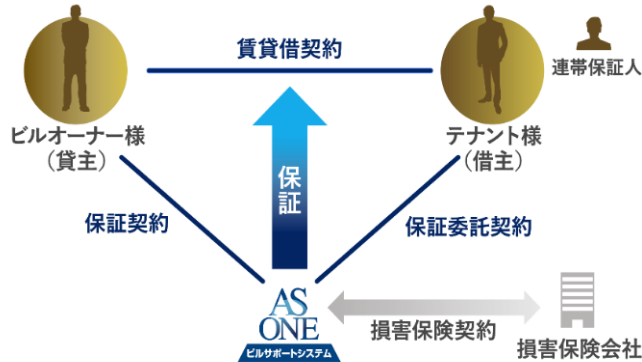 賃貸借契約
連帯保証人
ビルオーナー様
（貸主）
テナント様
（借主）
保証
保証契約
保証委託契約
AS
ONE
ビルサポートシステム
損害保険契約
損害保険会社